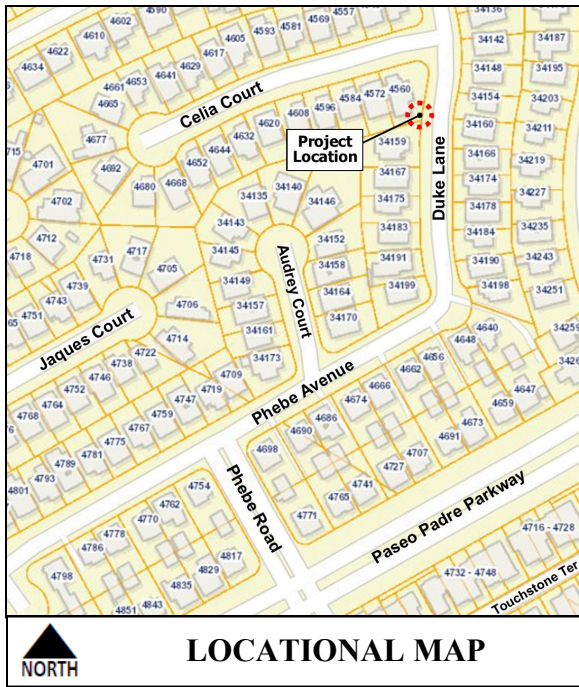 4602 4590 4593 4581 4569 4557 34136 34187
4622 4610 4605 34142
4634 4617 34148 34195
4661 4653 4641 4629 34154 34203
4665 Celia Court 4608 4596 4584 4572 4560
4677 4632 4620 Project Location 34159 34160 34211
4715 4701 4692 4652 4644 34166 34219
4680 4668 34135 34140 34167 34174 34227
4702 34146 34175 34178
4712 34143 34183 34184 34235
4718 4731 4717 34145 34152 34191 34190 34243
4705 34149 Audrey Court 34158 34199 34198 34251
4743 4739 34157 34164 Duke Lane
65 4751 4706 34161 34170 34259
Jaques Court 4714 34173 4640
4722 4648 3426
4738 4709 Phebe Avenue 4656
4746 4719 4662
4752 4747 4666 4647
4764 4759 4674 4659
4768 4767 4686 4673
76 4775 4690 4691
4781 4698 4707
4789 4727
4793 4754 Phebe Road 4741
4801 4762 4765 Paseo Padre Parkway
4770 4771 4716 - 4728
4778 4817
4786 4829 4732 - 4748
4798 4835 Touchstone Ter
4843
4851
NORTH
LOCATIONAL MAP